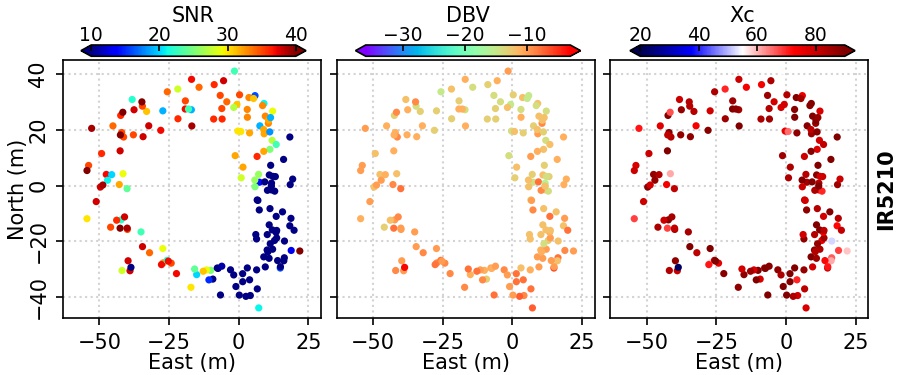 SNR DBV Xc
10 20 30 40 −30 −20 −10 20 40 60 80
40
20
0
−20
−40
North (m)
IR5210
−50 −25 0 25 −50 −25 0 25 −50 −25 0 25
East (m) East (m) East (m)